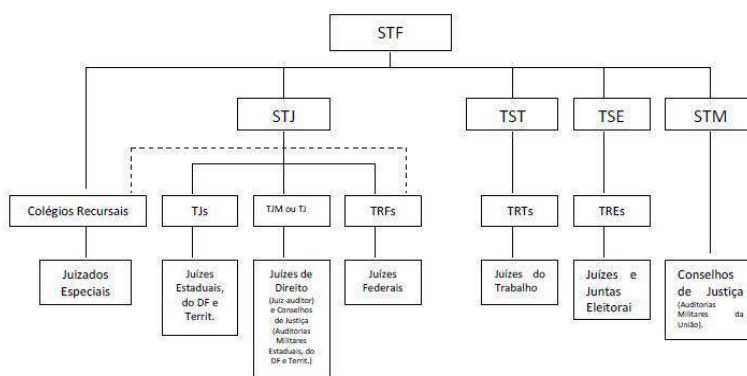 STF
STJ
TST
TSE
STM
Colégios Recursais
TJs
TJM ou TJ
TRFs
TRTs
TREs
Juizados
Especiais
Juízes
Estaduais,
do DF e
Territ.
Juízes de
Direito
(Juiz-auditor)
e Conselhos
de Justiça
(Auditorias
Militares
Estaduais, do
DF e Territ.)
Juízes
Federais
Juízes do
Trabalho
Juízes e
Juntas
Eleitorai
Conselhos
de Justiça
(Auditorias
Militares da
União).